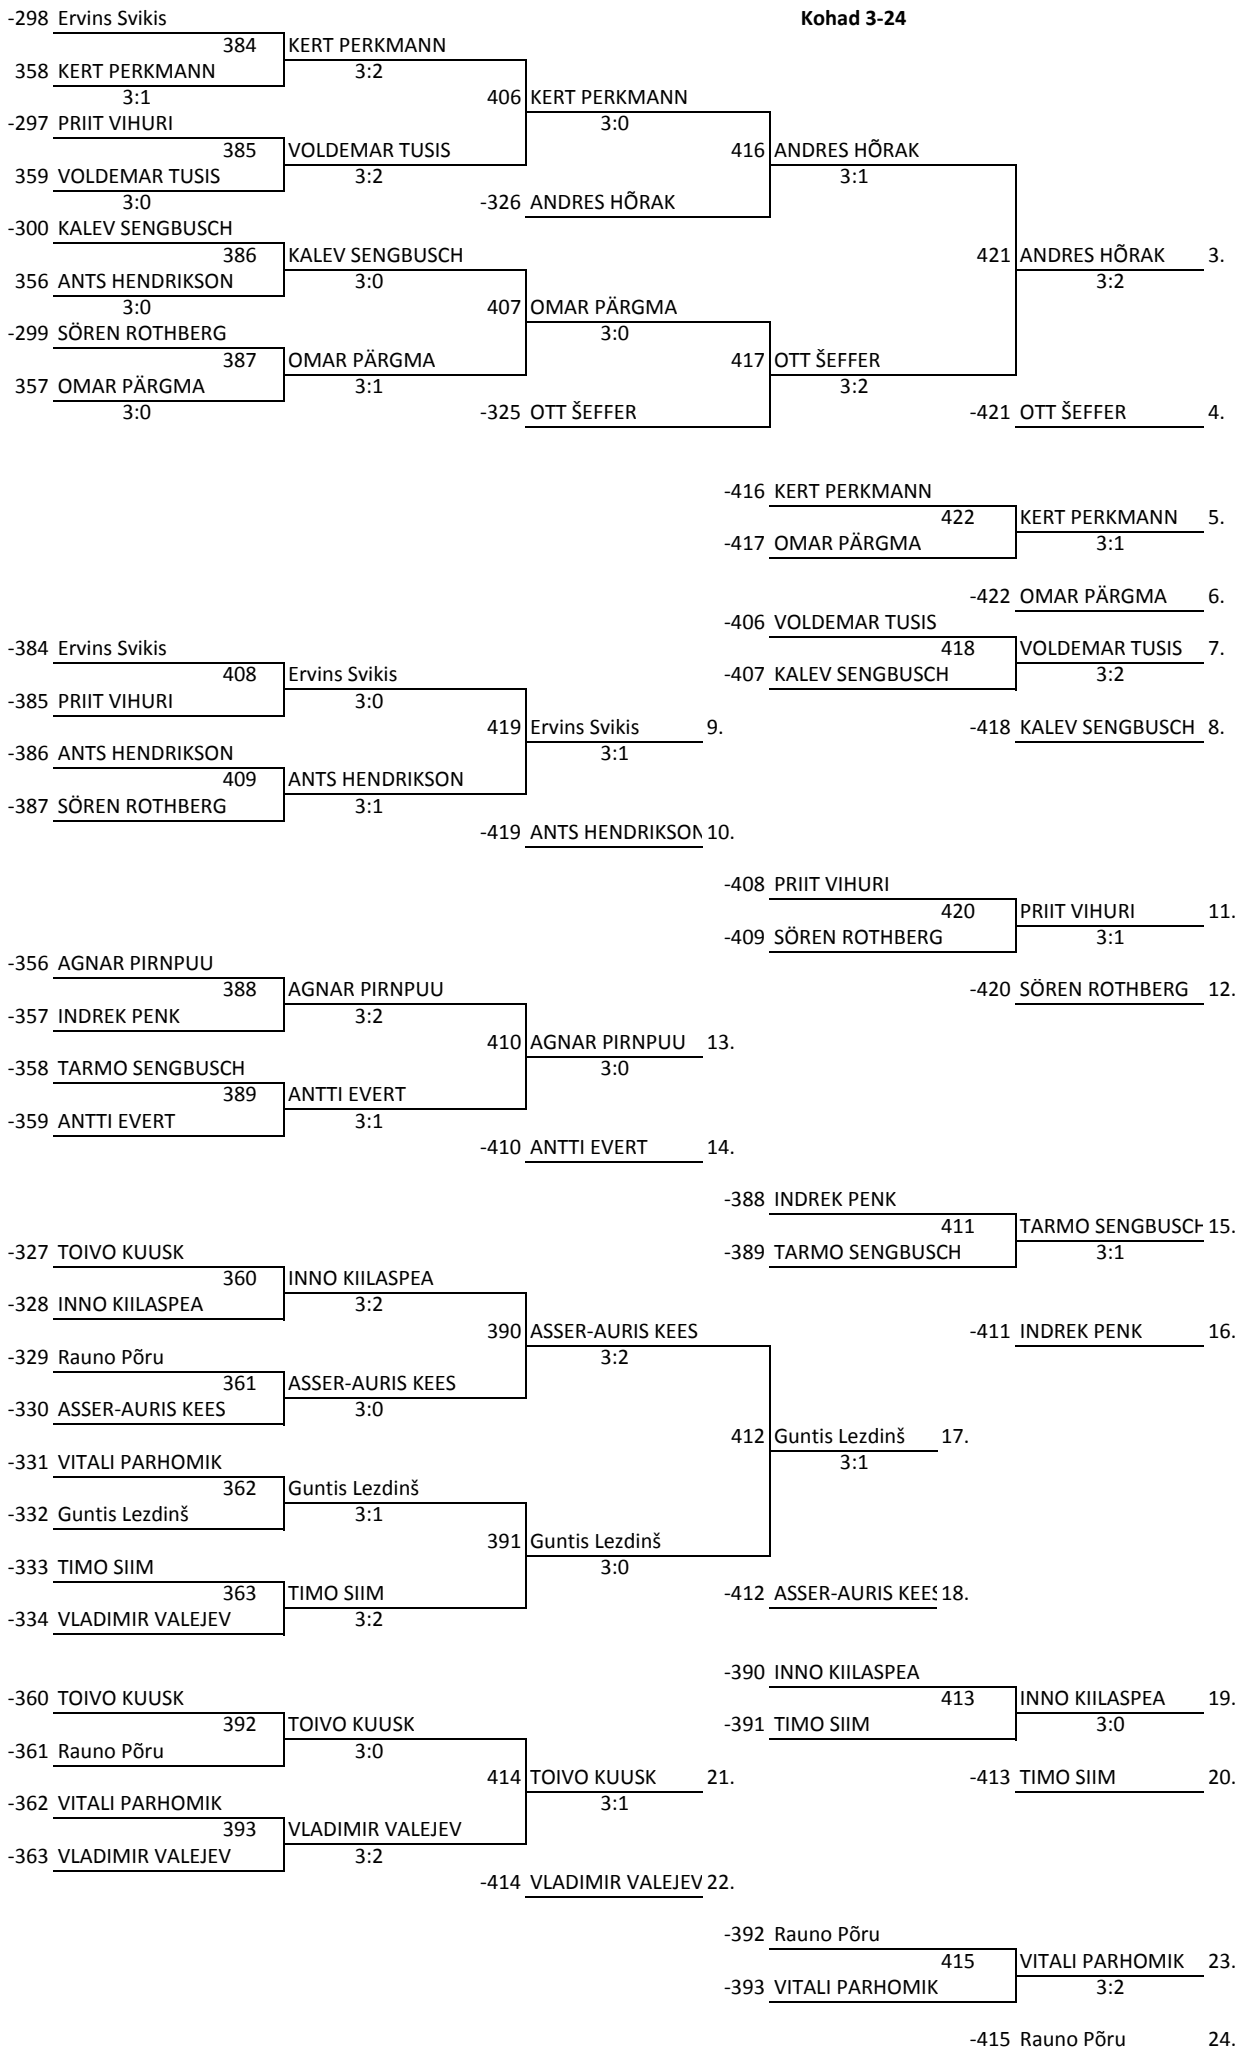 -298 Ervins Svikis Kohad 3-24
384 KERT PERKMANN
358 KERT PERKMANN 3:2
3:1 406 KERT PERKMANN
-297 PRIIT VIHURI 3:0
385 VOLDEMAR TUSIS 416 ANDRES HÕRAK
359 VOLDEMAR TUSIS 3:2 3:1
3:0 -326 ANDRES HÕRAK
-300 KALEV SENGBUSCH
386 KALEV SENGBUSCH 421 ANDRES HÕRAK 3.
356 ANTS HENDRIKSON 3:0 3:2
3:0 407 OMAR PÄRGMA
-299 SÖREN ROTHBERG 3:0
387 OMAR PÄRGMA 417 OTT ŠEFFER
357 OMAR PÄRGMA 3:1 3:2
3:0 -325 OTT ŠEFFER -421 OTT ŠEFFER 4.
-416 KERT PERKMANN
422 KERT PERKMANN 5.
-417 OMAR PÄRGMA 3:1
-422 OMAR PÄRGMA 6.
-406 VOLDEMAR TUSIS
-384 Ervins Svikis 418 VOLDEMAR TUSIS 7.
408 Ervins Svikis -407 KALEV SENGBUSCH 3:2
-385 PRIIT VIHURI 3:0
419 Ervins Svikis 9. -418 KALEV SENGBUSCH 8.
-386 ANTS HENDRIKSON 3:1
409 ANTS HENDRIKSON
-387 SÖREN ROTHBERG 3:1
-419 ANTS HENDRIKSON 10.
-408 PRIIT VIHURI
420 PRIIT VIHURI 11.
-409 SÖREN ROTHBERG 3:1
-356 AGNAR PIRNPUU
388 AGNAR PIRNPUU -420 SÖREN ROTHBERG 12.
-357 INDREK PENK 3:2
410 AGNAR PIRNPUU 13.
-358 TARMO SENGBUSCH 3:0
389 ANTTI EVERT
-359 ANTTI EVERT 3:1
-410 ANTTI EVERT 14.
-388 INDREK PENK
411 TARMO SENGBUSCH 15.
-327 TOIVO KUUSK -389 TARMO SENGBUSCH 3:1
360 INNO KIILASPEA
-328 INNO KIILASPEA 3:2
390 ASSER-AURIS KEES -411 INDREK PENK 16.
-329 Rauno Põru 3:2
361 ASSER-AURIS KEES
-330 ASSER-AURIS KEES 3:0
412 Guntis Lezdinš 17.
-331 VITALI PARHOMIK 3:1
362 Guntis Lezdinš
-332 Guntis Lezdinš 3:1
391 Guntis Lezdinš
-333 TIMO SIIM 3:0
363 TIMO SIIM -412 ASSER-AURIS KEES 18.
-334 VLADIMIR VALEJEV 3:2
-390 INNO KIILASPEA
-360 TOIVO KUUSK 413 INNO KIILASPEA 19.
392 TOIVO KUUSK -391 TIMO SIIM 3:0
-361 Rauno Põru 3:0
414 TOIVO KUUSK 21. -413 TIMO SIIM 20.
-362 VITALI PARHOMIK 3:1
393 VLADIMIR VALEJEV
-363 VLADIMIR VALEJEV 3:2
-414 VLADIMIR VALEJEV 22.
-392 Rauno Põru
415 VITALI PARHOMIK 23.
-393 VITALI PARHOMIK 3:2
-415 Rauno Põru 24.